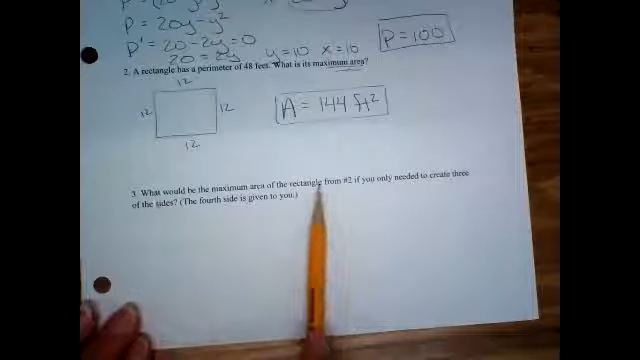 P = 20y - y²
P' = 20 - 2y = 0
20 = 2y y = 10 x = 10
P = 100
2. A rectangle has a perimeter of 48 feet. What is its maximum area?
12
12 12
12
A = 144 ft²
3. What would be the maximum area of the rectangle from #2 if you only needed to create three
of the sides? (The fourth side is given to you.)